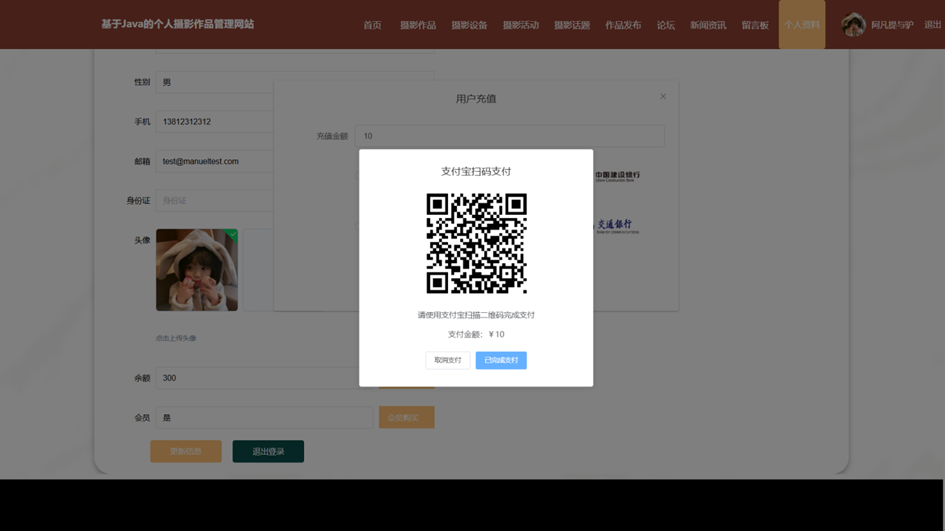 基于Java的个人摄影作品管理网站
首页 摄影作品 摄影设备 摄影活动 摄影话题 作品发布 论坛 新闻资讯 留言板 个人资料 阿凡提与驴 退出
性别 男
用户充值
手机 13812312312
充值金额 10
邮箱 test@manueltest.com
支付宝扫码支付
中国建设银行
China Construction Bank
身份证 身份证
交通银行
BANK OF COMMUNICATIONS
头像
请使用支付宝扫描二维码完成支付
支付金额: ¥ 10
点击上传头像
取消支付 已完成支付
余额 300
会员 是 会员购买
更新信息 退出登录